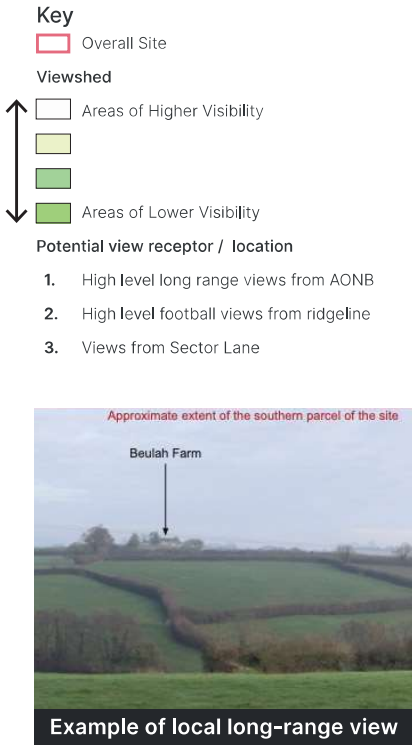 Key
Overall Site
Viewshed
Areas of Higher Visibility
Areas of Lower Visibility
Potential view receptor / location
1. High level long range views from AONB
2. High level football views from ridgeline
3. Views from Sector Lane
Approximate extent of the southern parcel of the site
Beulah Farm
Example of local long-range view